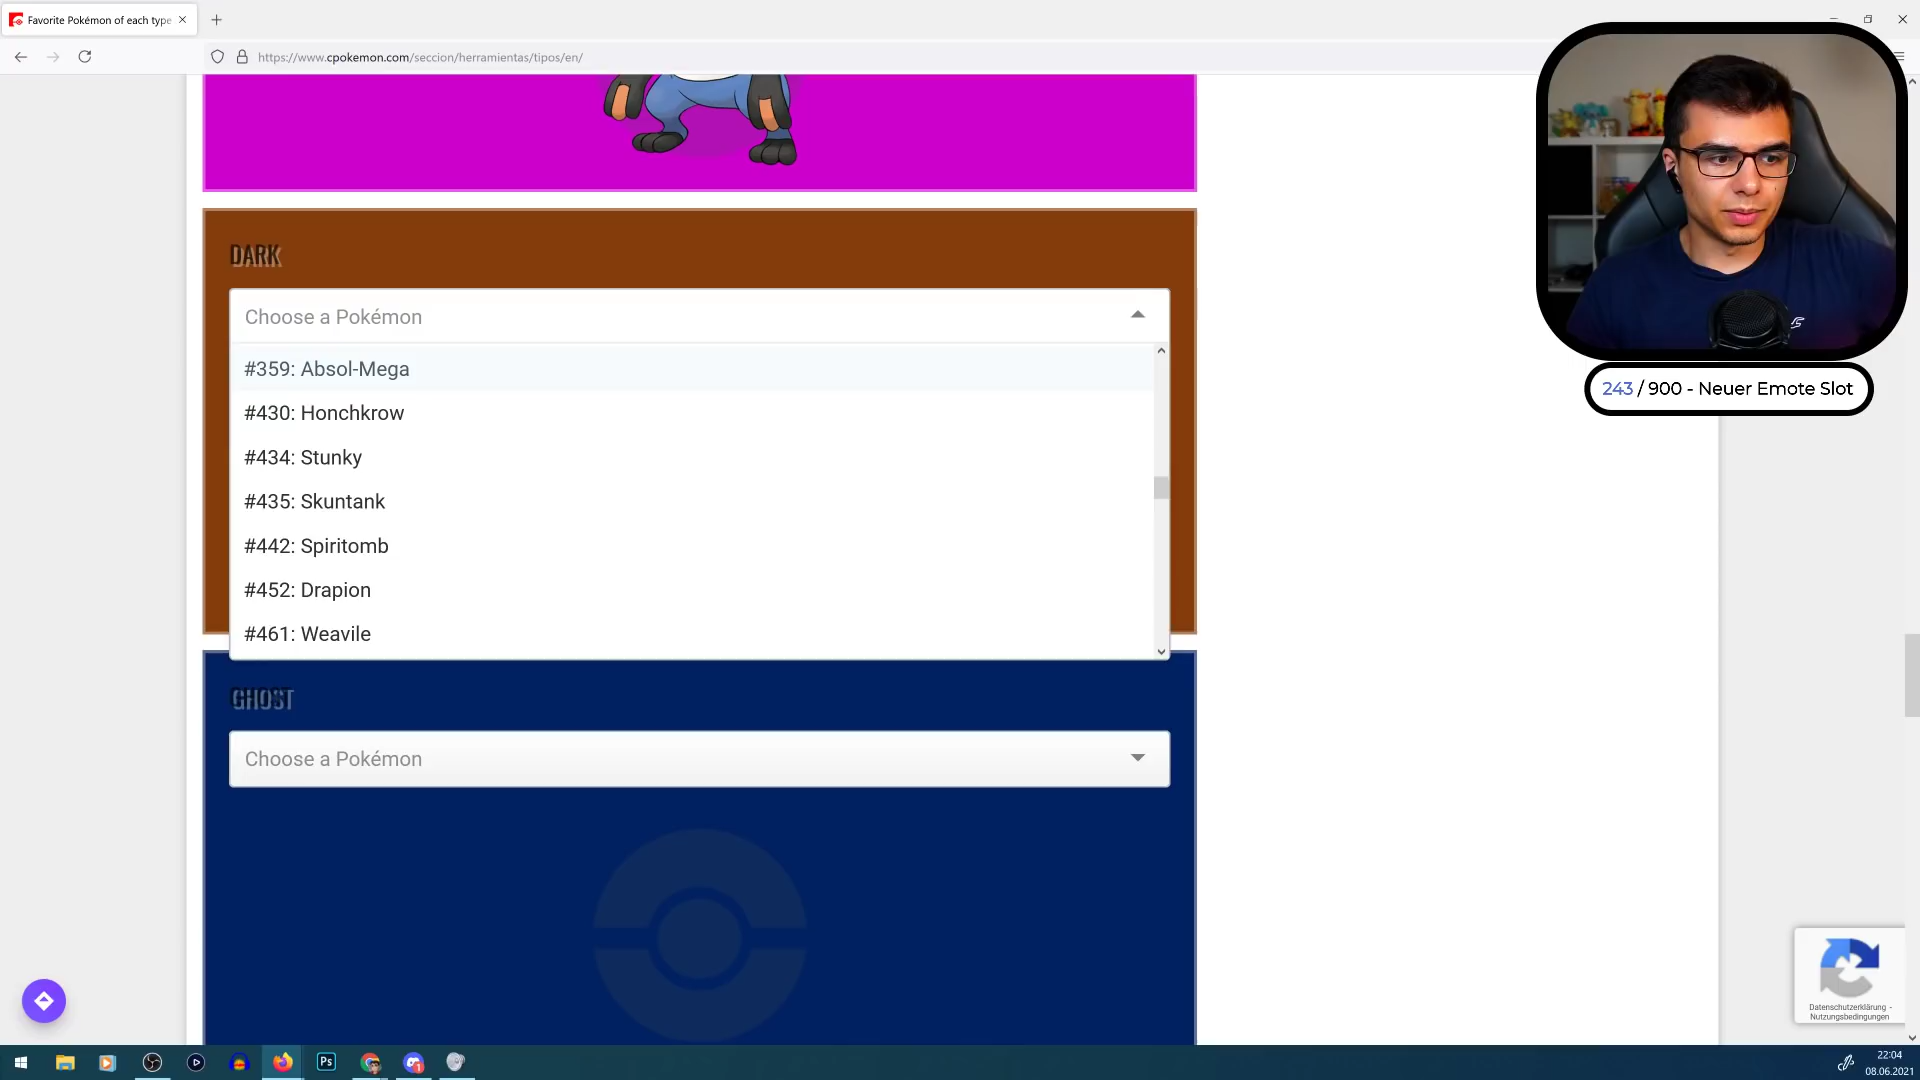 Favorite Pokémon of each type
https://www.cpokemon.com/seccion/herramientas/tipos/en/
DARK
Choose a Pokémon
#359: Absol-Mega
#430: Honchkrow
#434: Stunky
#435: Skuntank
#442: Spiritomb
#452: Drapion
#461: Weavile
GHOST
Choose a Pokémon
243 / 900 - Neuer Emote Slot
Datenschutzerklärung -
Nutzungsbedingungen
Ps
1
22:04
08.06.2021